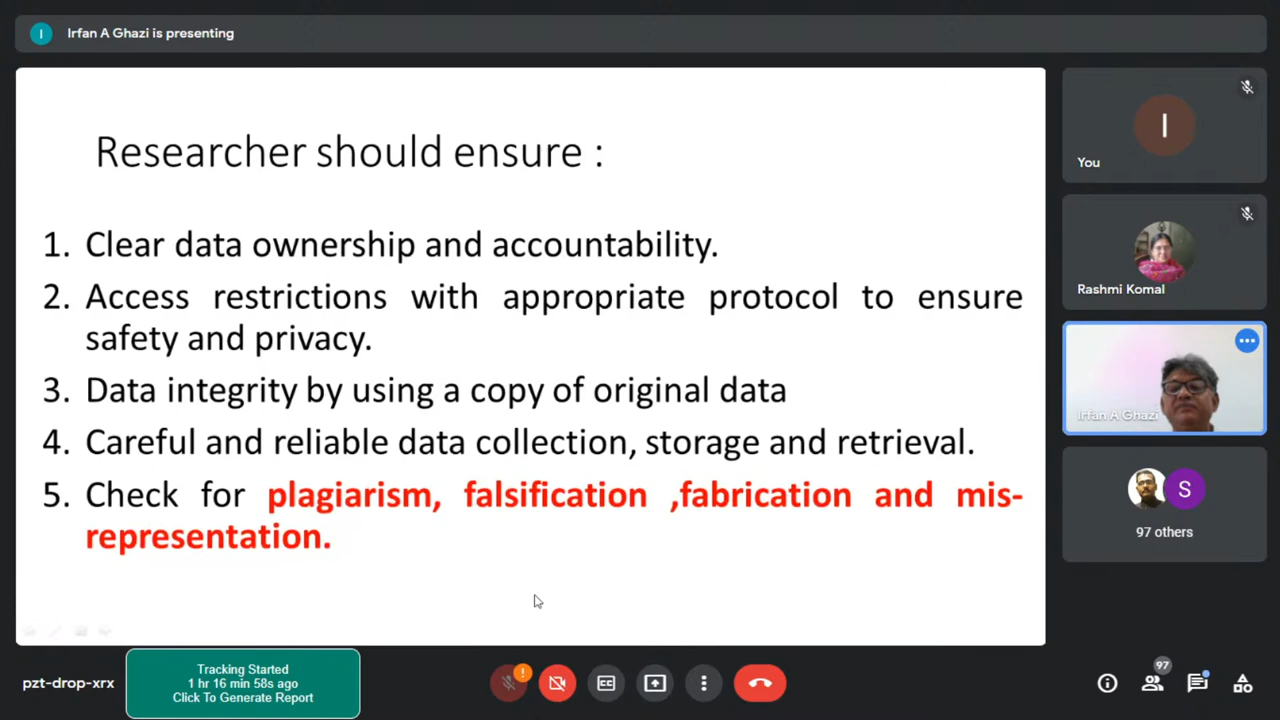 I
Irfan A Ghazi is presenting
Researcher should ensure :
1. Clear data ownership and accountability.
2. Access restrictions with appropriate protocol to ensure
safety and privacy.
3. Data integrity by using a copy of original data
4. Careful and reliable data collection, storage and retrieval.
5. Check for plagiarism, falsification ,fabrication and mis-
representation.
I
You
Rashmi Komal
Irfan A Ghazi
S
97 others
pzt-drop-xrx
Tracking Started
1 hr 16 min 58s ago
Click To Generate Report
!
CC
97